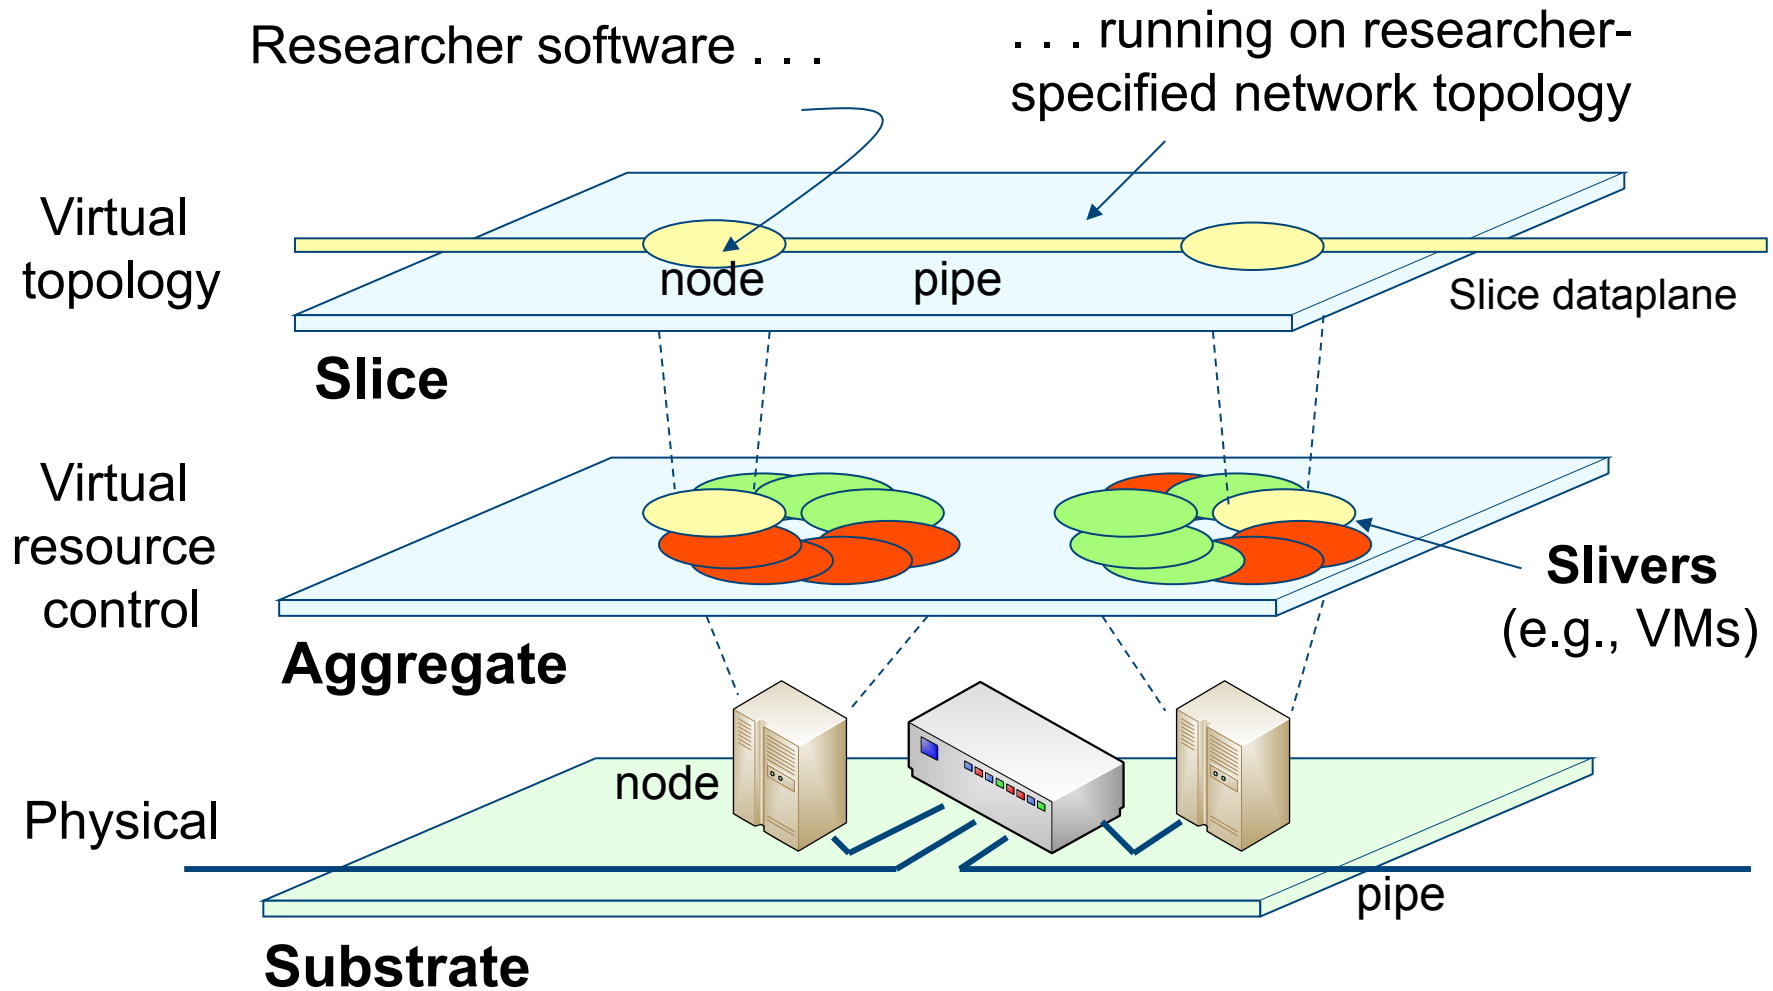 Researcher software . . .
. . . running on researcher-
specified network topology
Virtual
topology
node
pipe
Slice dataplane
Slice
Virtual
resource
control
Slivers
(e.g., VMs)
Aggregate
node
Physical
pipe
Substrate